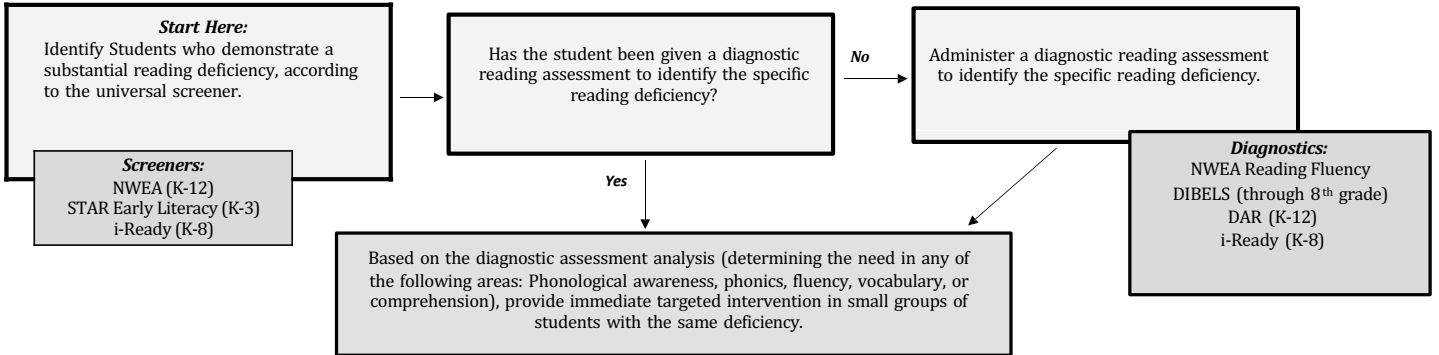 Start Here:
Identify Students who demonstrate a
substantial reading deficiency, according
to the universal screener.
Screeners:
NWEA (K-12)
STAR Early Literacy (K-3)
i-Ready (K-8)
Has the student been given a diagnostic
reading assessment to identify the specific
reading deficiency?
No
Yes
Administer a diagnostic reading assessment
to identify the specific reading deficiency.
Diagnostics:
NWEA Reading Fluency
DIBELS (through 8th grade)
DAR (K-12)
i-Ready (K-8)
Based on the diagnostic assessment analysis (determining the need in any of
the following areas: Phonological awareness, phonics, fluency, vocabulary, or
comprehension), provide immediate targeted intervention in small groups of
students with the same deficiency.